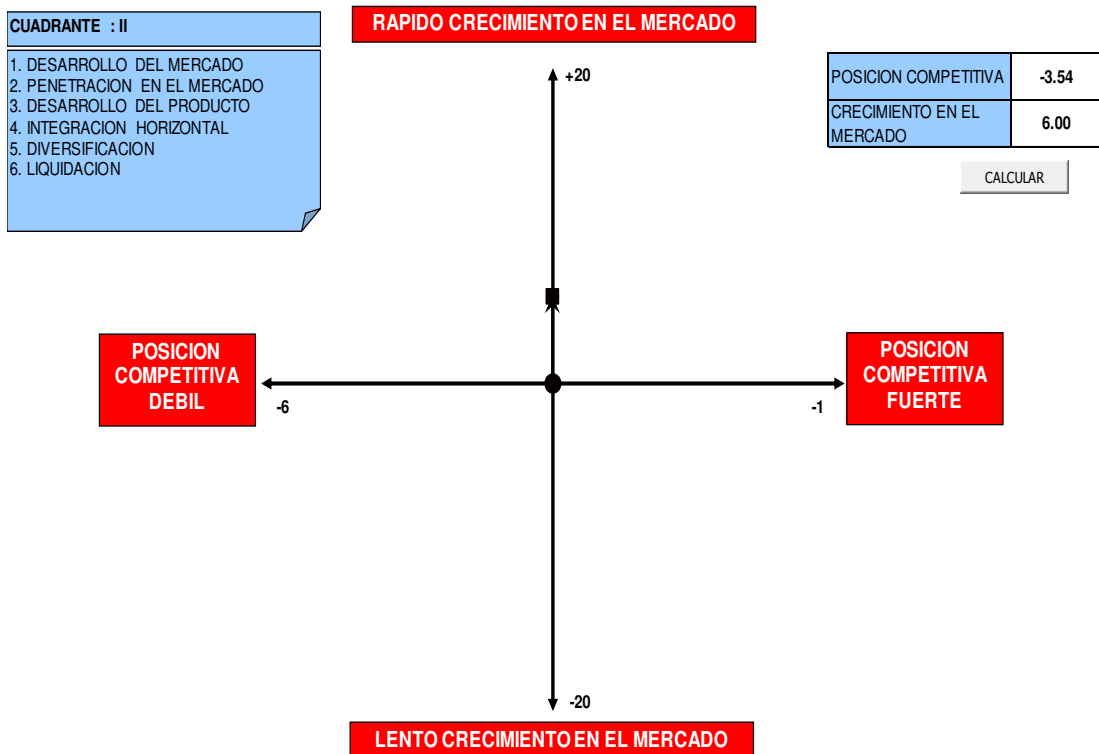 CUADRANTE : II
1. DESARROLLO DEL MERCADO
2. PENETRACION EN EL MERCADO
3. DESARROLLO DEL PRODUCTO
4. INTEGRACION HORIZONTAL
5. DIVERSIFICACION
6. LIQUIDACION
RAPIDO CRECIMIENTO EN EL MERCADO
+20
POSICION COMPETITIVA -3.54
CRECIMIENTO EN EL
MERCADO 6.00
CALCULAR
POSICION
COMPETITIVA
DEBIL
-6
-1
POSICION
COMPETITIVA
FUERTE
-20
LENTO CRECIMIENTO EN EL MERCADO